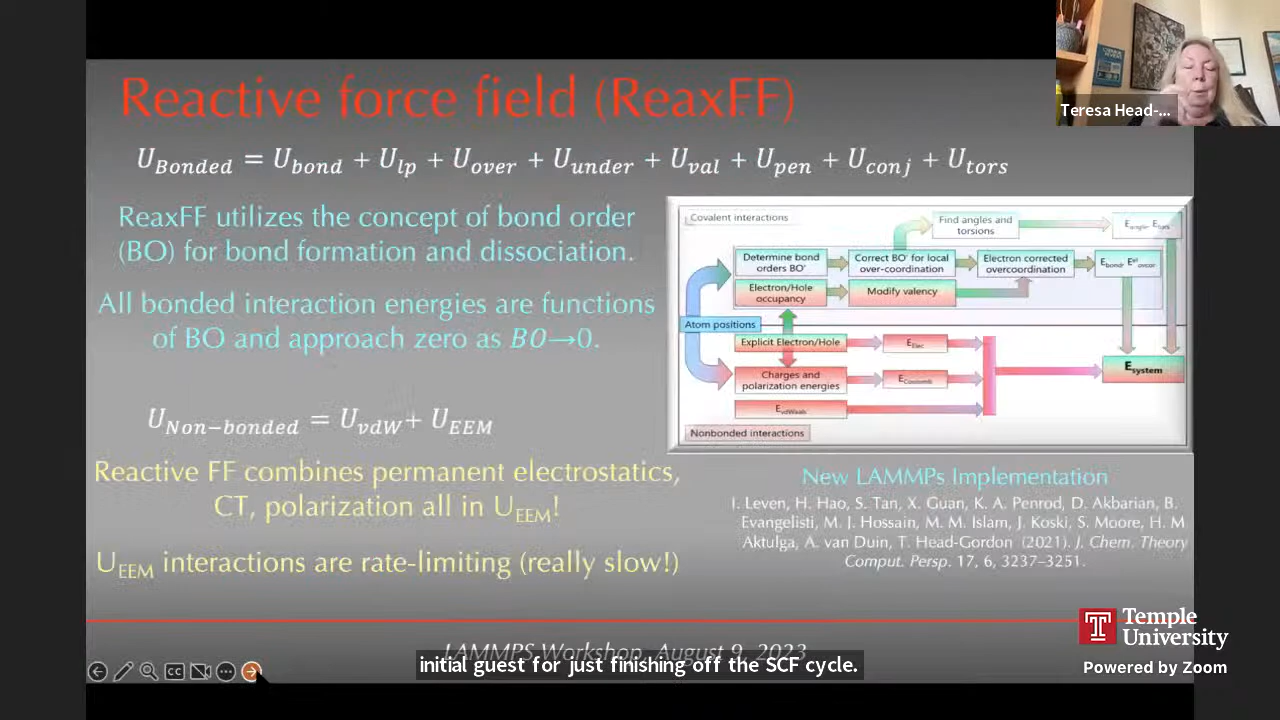 Reactive force field (ReaxFF)
Teresa Head-...
U_Bonded = U_bond + U_lp + U_over + U_under + U_val + U_pen + U_conj + U_tors
ReaxFF utilizes the concept of bond order
(BO) for bond formation and dissociation.
All bonded interaction energies are functions
of BO and approach zero as BO→0.
U_Non-bonded = U_vdW + U_EEM
Reactive FF combines permanent electrostatics,
CT, polarization all in U_EEM!
U_EEM interactions are rate-limiting (really slow!)
Covalent interactions
Find angles and
torsions
Determine bond
orders BO'
Correct BO' for local
over-coordination
Electron corrected
overcoordination
Electron/Hole
occupancy
Modify valency
Atom positions
Explicit Electron/Hole
E_Elec
Charges and
polarization energies
E_Coulomb
E_system
E_vdWaals
Nonbonded interactions
New LAMMPs Implementation
I. Leven, H. Hao, S. Tan, X. Guan, K. A. Penrod, D. Akbarian, B.
Evangelisti, M. J. Hossain, M. M. Islam, J. Koski, S. Moore, H. M
Aktulga, A. van Duin, T. Head-Gordon (2021). J. Chem. Theory
Comput. Persp. 17, 6, 3237–3251.
LAMMPS Workshop, August 9, 2023
initial guest for just finishing off the SCF cycle.
CC
T Temple
University
Powered by Zoom